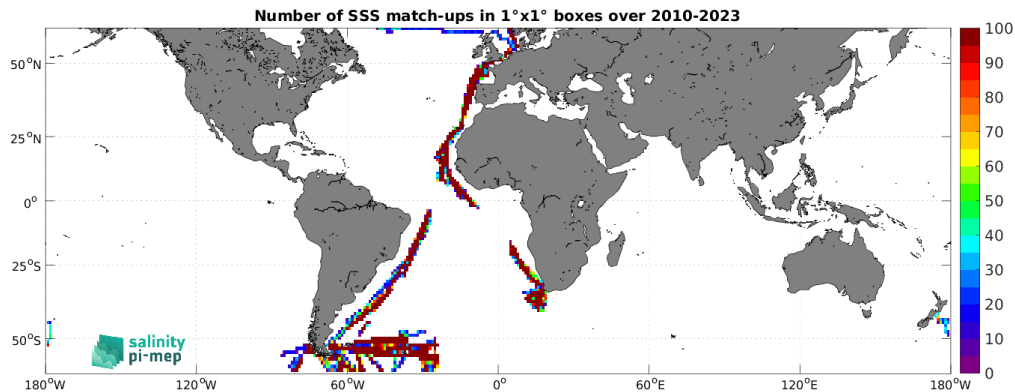 Number of SSS match-ups in 1°x1° boxes over 2010-2023
50°N
25°N
0°
25°S
50°S
180°W
120°W
60°W
0°
60°E
120°E
180°W
100
90
80
70
60
50
40
30
20
10
0
salinity
pi-mep